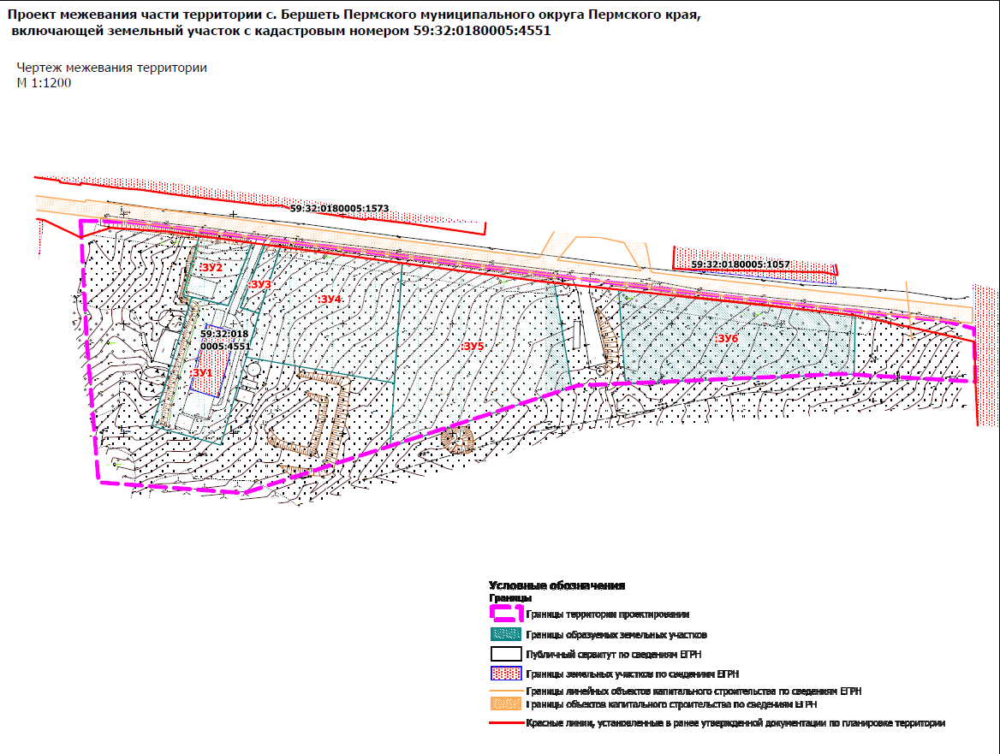 Проект межевания части территории с. Бершеть Пермского муниципального округа Пермского края,
включающей земельный участок с кадастровым номером 59:32:0180005:4551
Чертеж межевания территории
М 1:1200
59:32:0180005:1573
59:32:0180005:1057
:ЗУ2
:ЗУ3
:ЗУ4
59:32:018
0005:4551
:ЗУ5
:ЗУ6
:ЗУ1
Условные обозначения
Границы
Границы территории проектировании
Границы образуемых земельных участков
Публичный сервитут по сведениям ЕГРН
Границы земельных участков по сведениям ЕГРН
Границы линейных объектов капитального строительства по сведениям ЕГРН
Границы объектов капитального строительства по сведениям ЕГРН
Красные линии, установленные в ранее утвержденной документации по планировке территории